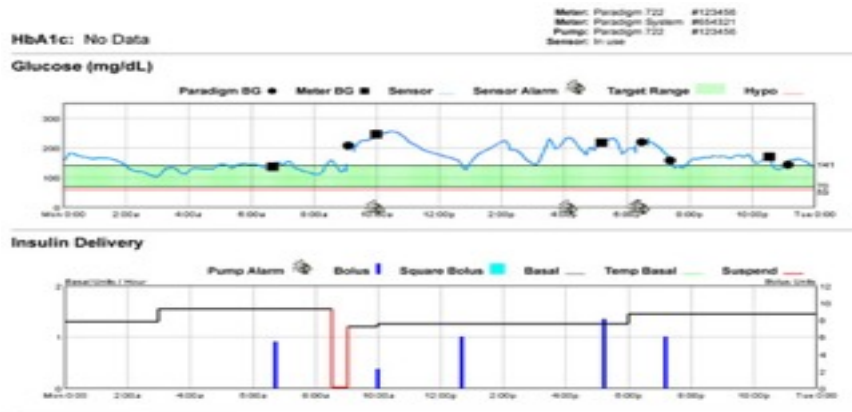 Meter: Paradigm 722 #123456
Meter: Paradigm System #654321
Pump: Paradigm 722 #123456
Sensor: In use
HbA1c: No Data
Glucose (mg/dL)
Paradigm BG Meter BG Sensor Sensor Alarm Target Range Hypo
300
200
141
100
70
0
Mon 0:00 2:00a 4:00a 6:00a 8:00a 10:00a 12:00p 2:00p 4:00p 6:00p 8:00p 10:00p Tue 0:00
Insulin Delivery
Pump Alarm Bolus Square Bolus Basal Temp Basal Suspend
Basal Units / Hour Bolus Units
2 12
10
8
1 6
4
2
0 0
Mon 0:00 2:00a 4:00a 6:00a 8:00a 10:00a 12:00p 2:00p 4:00p 6:00p 8:00p 10:00p Tue 0:00